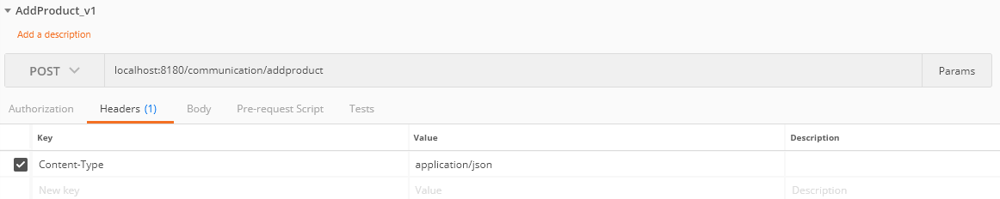 AddProduct_v1
Add a description
POST localhost:8180/communication/addproduct Params
Authorization Headers (1) Body Pre-request Script Tests
Key Value Description
Content-Type application/json
New key Value Description